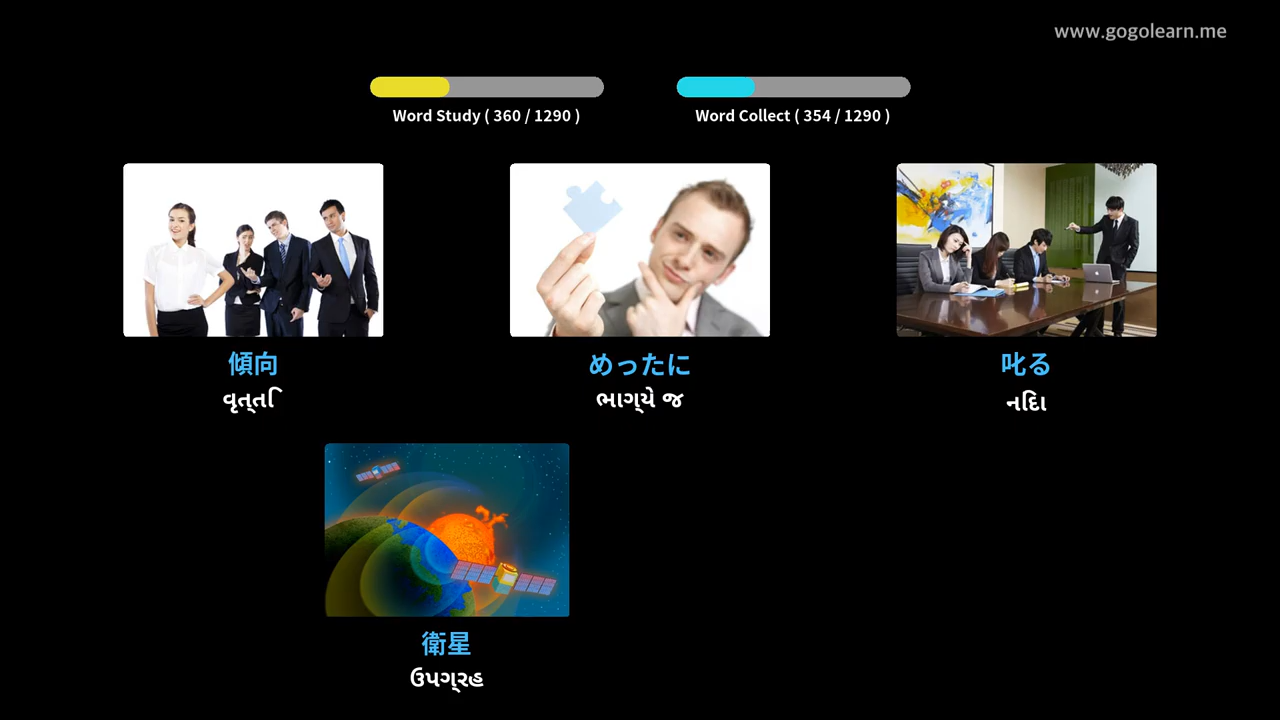 www.gogolearn.me
Word Study ( 360 / 1290 )
Word Collect ( 354 / 1290 )
傾向
めったに
叱る
વૃત્તિ
ભાગ્યે જ
નિંદા
衛星
ઉપગ્રહ